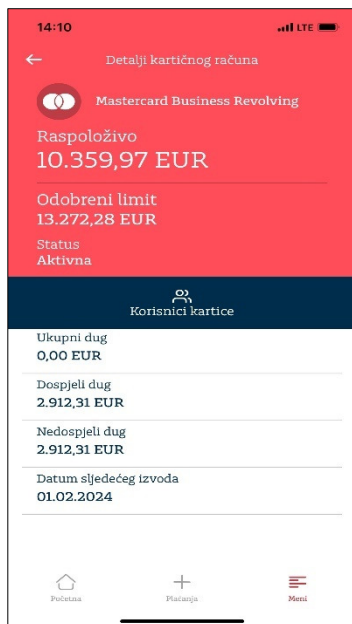 14:10
LTE
Detalji kartičnog računa
Mastercard Business Revolving
Raspoloživo
10.359,97 EUR
Odobreni limit
13.272,28 EUR
Status
Aktivna
Korisnici kartice
Ukupni dug
0,00 EUR
Dospjeli dug
2.912,31 EUR
Nedospjeli dug
2.912,31 EUR
Datum sljedećeg izvoda
01.02.2024
Početna
Plaćanja
Meni